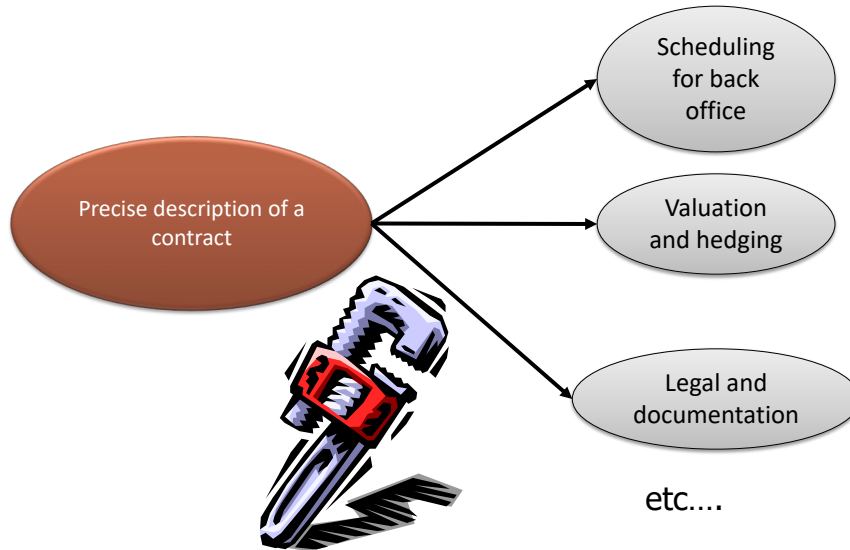 Scheduling
for back
office
Precise description of a
contract
Valuation
and hedging
Legal and
documentation
etc….